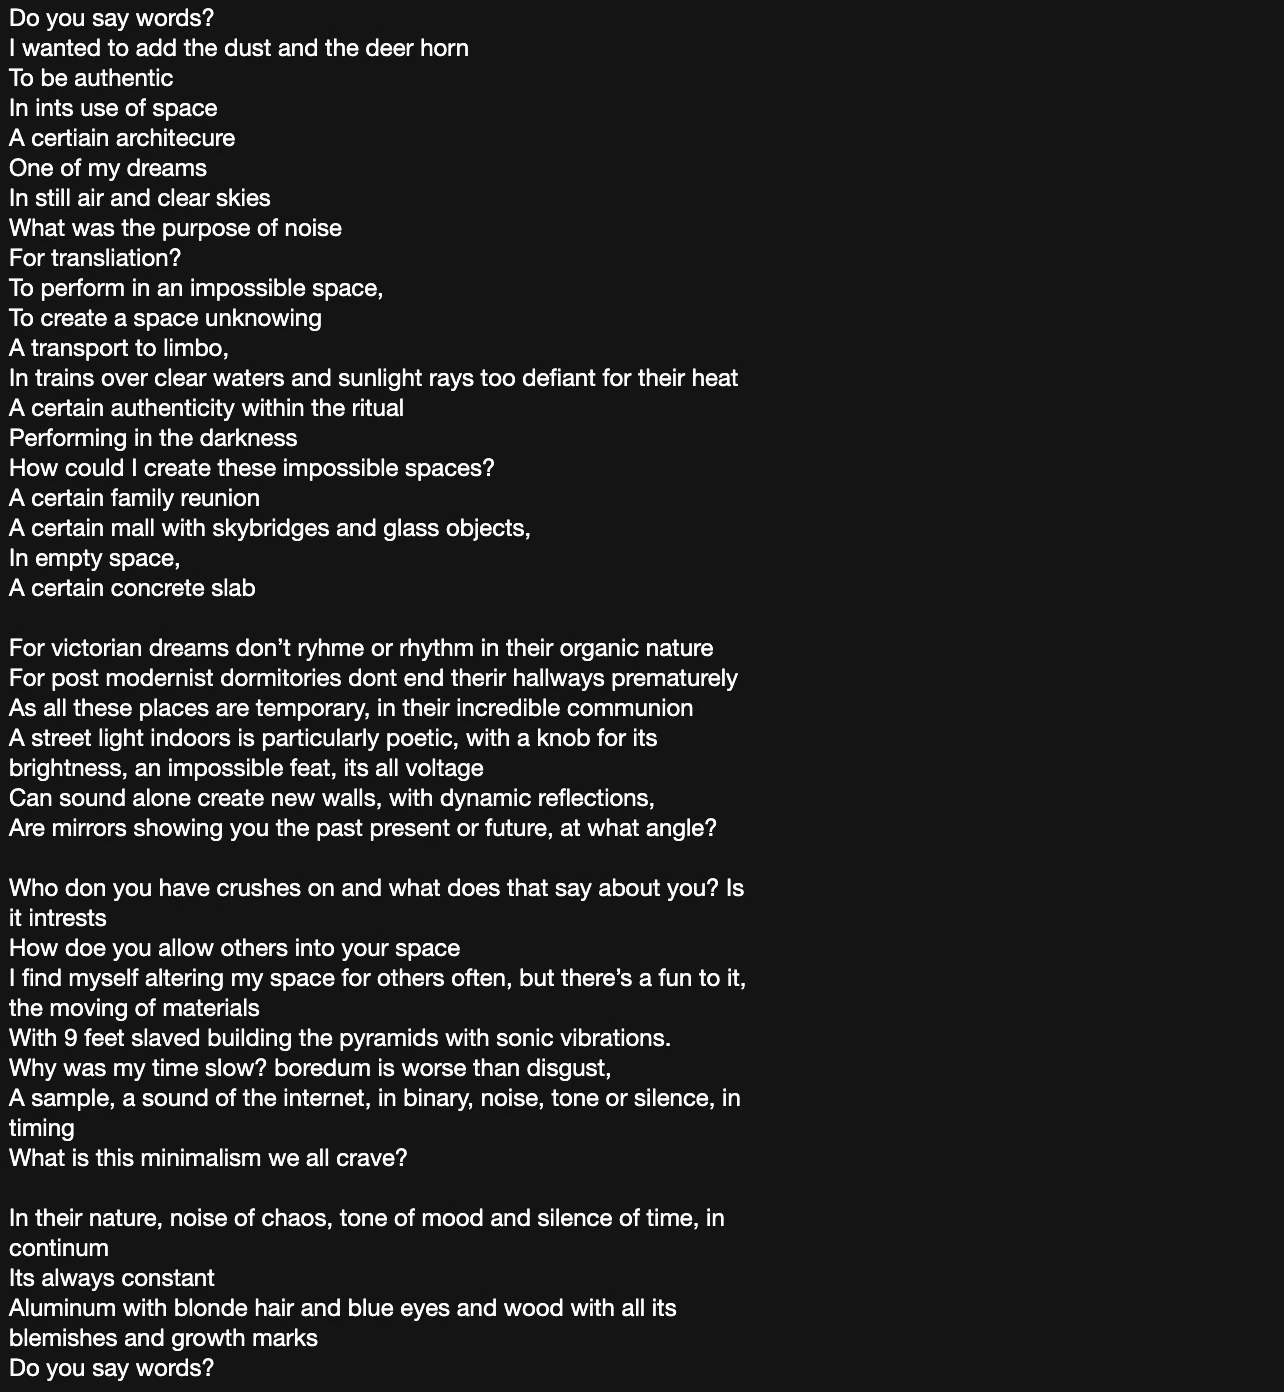 Do you say words?
I wanted to add the dust and the deer horn
To be authentic
In ints use of space
A certiain architecure
One of my dreams
In still air and clear skies
What was the purpose of noise
For transliation?
To perform in an impossible space,
To create a space unknowing
A transport to limbo,
In trains over clear waters and sunlight rays too defiant for their heat
A certain authenticity within the ritual
Performing in the darkness
How could I create these impossible spaces?
A certain family reunion
A certain mall with skybridges and glass objects,
In empty space,
A certain concrete slab

For victorian dreams don’t ryhme or rhythm in their organic nature
For post modernist dormitories dont end therir hallways prematurely
As all these places are temporary, in their incredible communion
A street light indoors is particularly poetic, with a knob for its
brightness, an impossible feat, its all voltage
Can sound alone create new walls, with dynamic reflections,
Are mirrors showing you the past present or future, at what angle?

Who don you have crushes on and what does that say about you? Is
it intrests
How doe you allow others into your space
I find myself altering my space for others often, but there’s a fun to it,
the moving of materials
With 9 feet slaved building the pyramids with sonic vibrations.
Why was my time slow? boredum is worse than disgust,
A sample, a sound of the internet, in binary, noise, tone or silence, in
timing
What is this minimalism we all crave?

In their nature, noise of chaos, tone of mood and silence of time, in
continum
Its always constant
Aluminum with blonde hair and blue eyes and wood with all its
blemishes and growth marks
Do you say words?